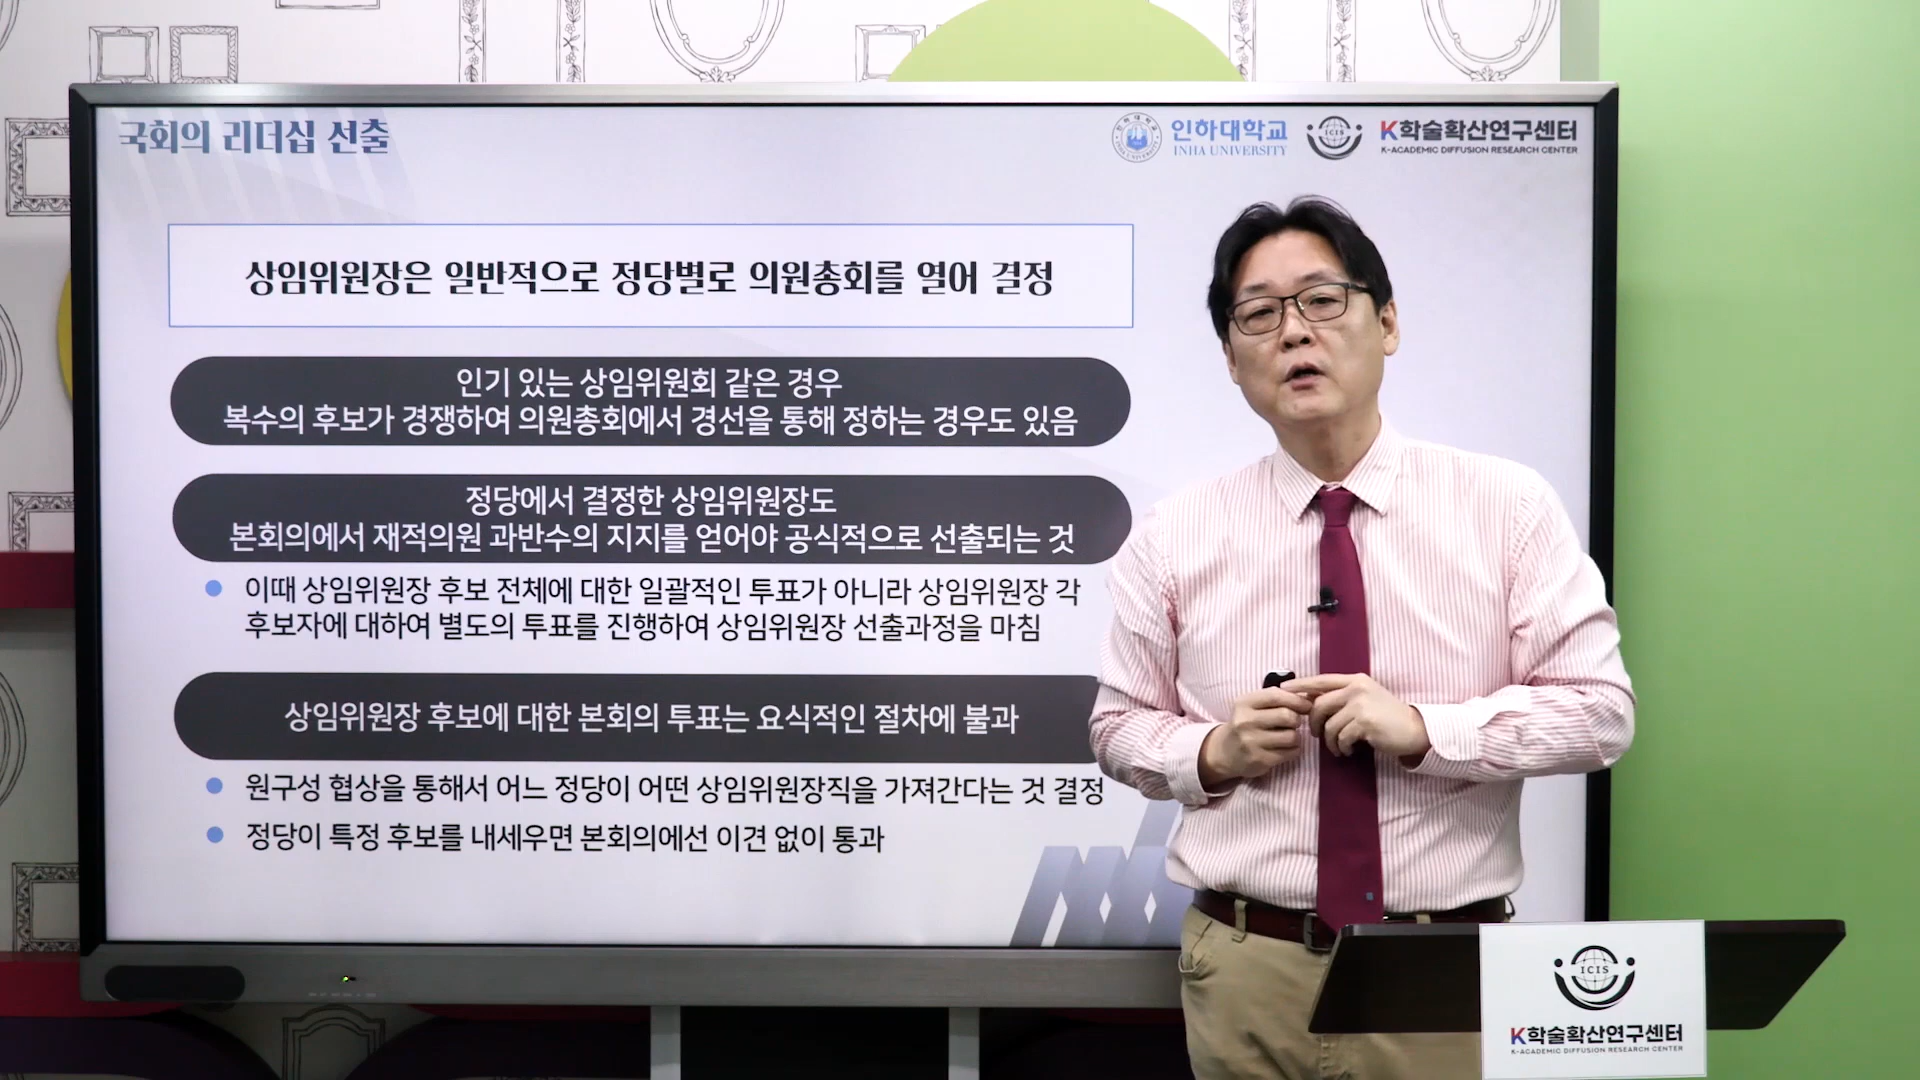 국회의 리더십 선출
인하대학교
INHA UNIVERSITY
ICIS
K학술확산연구센터
K-ACADEMIC DIFFUSION RESEARCH CENTER
상임위원장은 일반적으로 정당별로 의원총회를 열어 결정
인기 있는 상임위원회 같은 경우
복수의 후보가 경쟁하여 의원총회에서 경선을 통해 정하는 경우도 있음
정당에서 결정한 상임위원장도
본회의에서 재적의원 과반수의 지지를 얻어야 공식적으로 선출되는 것
이때 상임위원장 후보 전체에 대한 일괄적인 투표가 아니라 상임위원장 각
후보자에 대하여 별도의 투표를 진행하여 상임위원장 선출과정을 마침
상임위원장 후보에 대한 본회의 투표는 요식적인 절차에 불과
원구성 협상을 통해서 어느 정당이 어떤 상임위원장직을 가져간다는 것 결정
정당이 특정 후보를 내세우면 본회의에선 이견 없이 통과
ICIS
K학술확산연구센터
K-ACADEMIC DIFFUSION RESEARCH CENTER